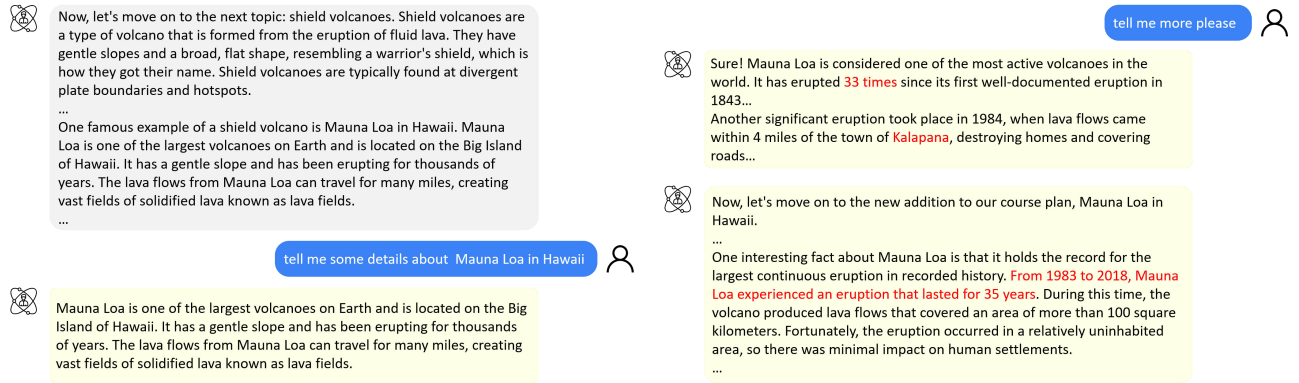 Now, let's move on to the next topic: shield volcanoes. Shield volcanoes are
a type of volcano that is formed from the eruption of fluid lava. They have
gentle slopes and a broad, flat shape, resembling a warrior's shield, which is
how they got their name. Shield volcanoes are typically found at divergent
plate boundaries and hotspots.
...
One famous example of a shield volcano is Mauna Loa in Hawaii. Mauna
Loa is one of the largest volcanoes on Earth and is located on the Big Island
of Hawaii. It has a gentle slope and has been erupting for thousands of
years. The lava flows from Mauna Loa can travel for many miles, creating
vast fields of solidified lava known as lava fields.
...
tell me some details about  Mauna Loa in Hawaii
Mauna Loa is one of the largest volcanoes on Earth and is located on the Big
Island of Hawaii. It has a gentle slope and has been erupting for thousands
of years. The lava flows from Mauna Loa can travel for many miles, creating
vast fields of solidified lava known as lava fields.
tell me more please
Sure! Mauna Loa is considered one of the most active volcanoes in the
world. It has erupted 33 times since its first well-documented eruption in
1843...
Another significant eruption took place in 1984, when lava flows came
within 4 miles of the town of Kalapana, destroying homes and covering
roads...
Now, let's move on to the new addition to our course plan, Mauna Loa in
Hawaii.
...
One interesting fact about Mauna Loa is that it holds the record for the
largest continuous eruption in recorded history. From 1983 to 2018, Mauna
Loa experienced an eruption that lasted for 35 years. During this time, the
volcano produced lava flows that covered an area of more than 100 square
kilometers. Fortunately, the eruption occurred in a relatively uninhabited
area, so there was minimal impact on human settlements.
...